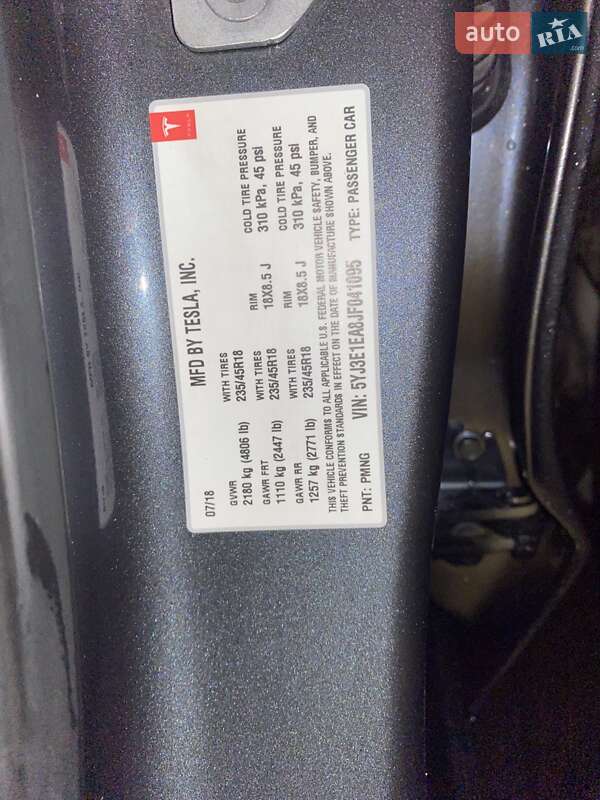 auto RIA.com
TESLA
MFD BY TESLA, INC.
07/18
GVWR WITH TIRES RIM COLD TIRE PRESSURE
2180 kg (4806 lb) 235/45R18 18X8.5 J 310 kPa, 45 psi
GAWR FRT WITH TIRES RIM COLD TIRE PRESSURE
1110 kg (2447 lb) 235/45R18 18X8.5 J 310 kPa, 45 psi
GAWR RR WITH TIRES
1257 kg (2771 lb) 235/45R18
THIS VEHICLE CONFORMS TO ALL APPLICABLE U.S. FEDERAL MOTOR VEHICLE SAFETY, BUMPER, AND
THEFT PREVENTION STANDARDS IN EFFECT ON THE DATE OF MANUFACTURE SHOWN ABOVE.
PNT: PMNG VIN: 5YJ3E1EA8JF041095 TYPE: PASSENGER CAR